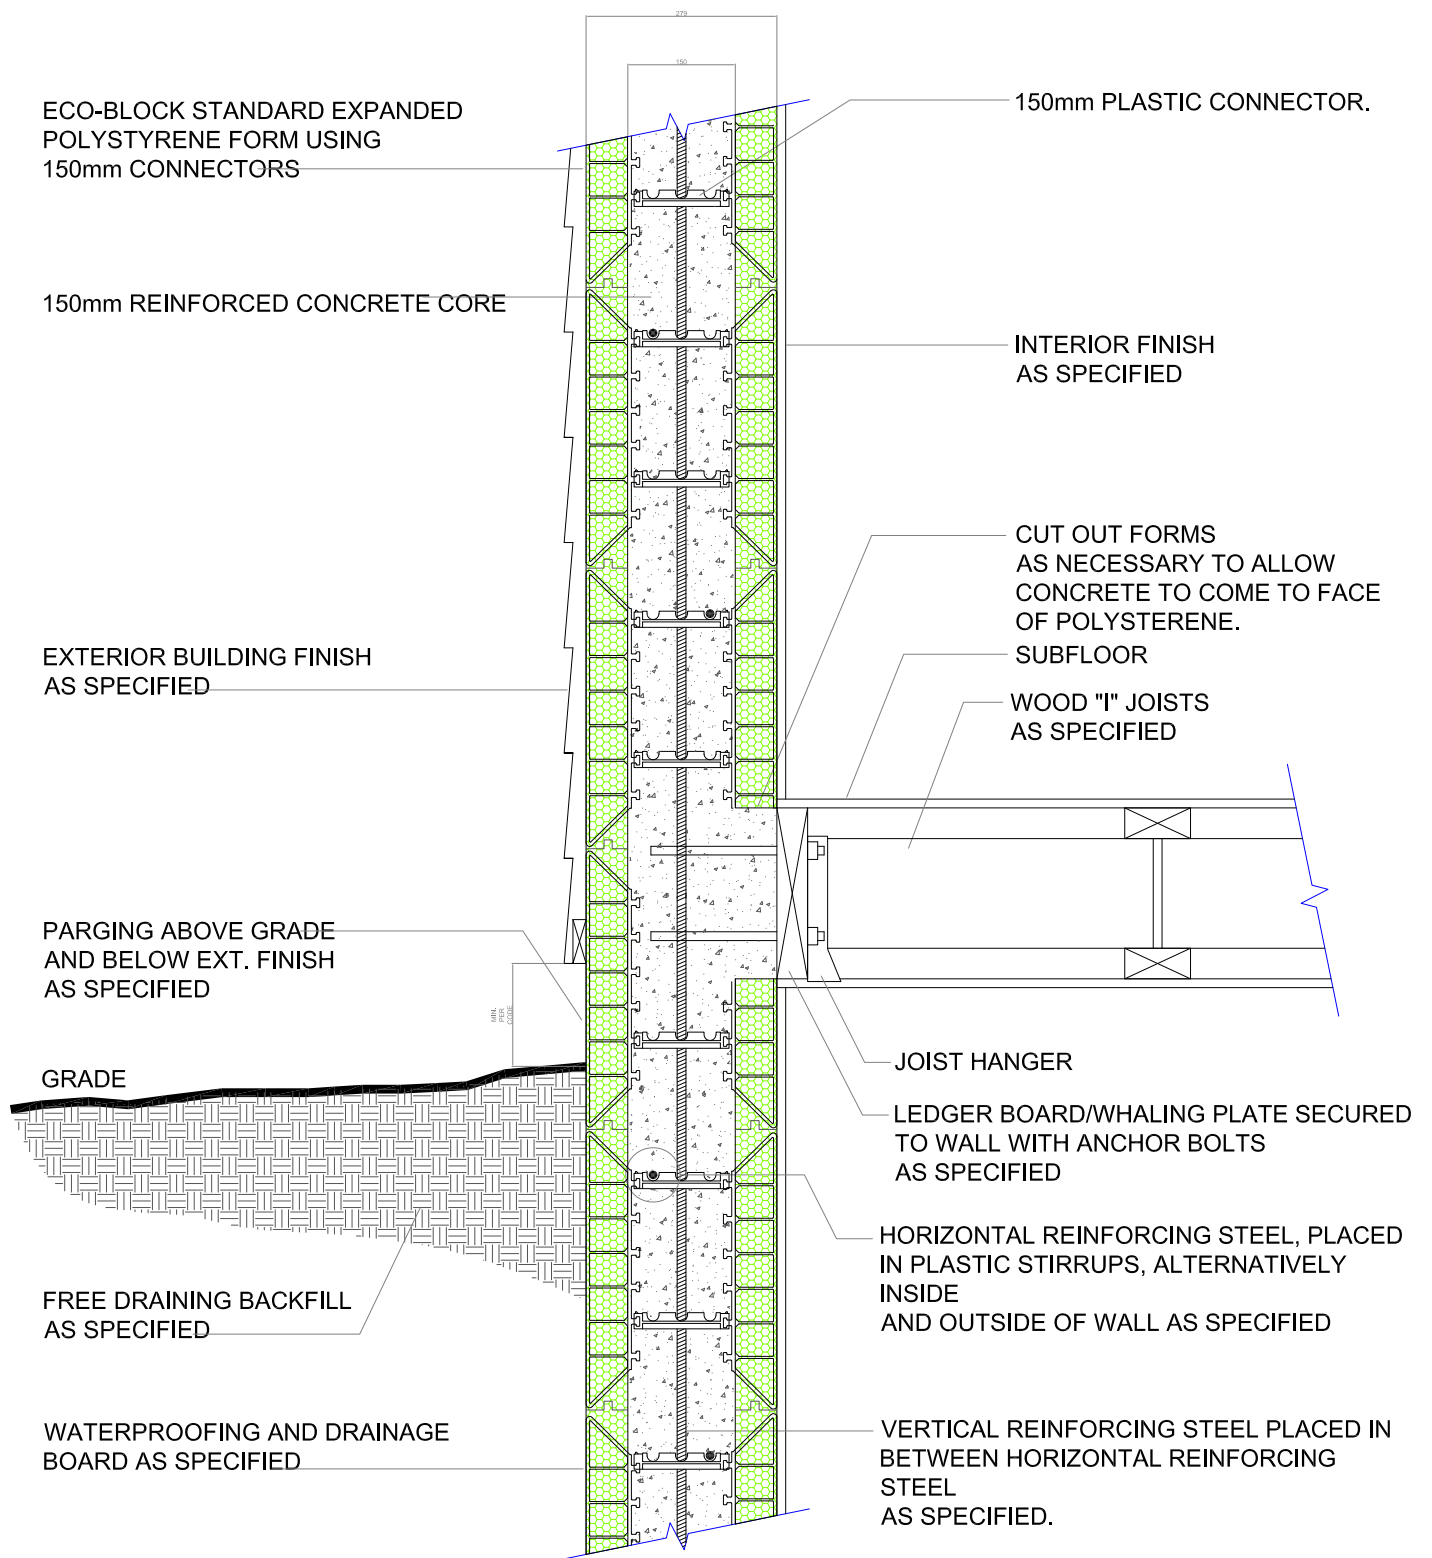 279
150
ECO-BLOCK STANDARD EXPANDED
POLYSTYRENE FORM USING
150mm CONNECTORS
150mm PLASTIC CONNECTOR.
150mm REINFORCED CONCRETE CORE
INTERIOR FINISH
AS SPECIFIED
CUT OUT FORMS
AS NECESSARY TO ALLOW
CONCRETE TO COME TO FACE
OF POLYSTERENE.
EXTERIOR BUILDING FINISH
AS SPECIFIED
SUBFLOOR
WOOD "I" JOISTS
AS SPECIFIED
PARGING ABOVE GRADE
AND BELOW EXT. FINISH
AS SPECIFIED
MIN.
PER
CODE
GRADE
JOIST HANGER
LEDGER BOARD/WHALING PLATE SECURED
TO WALL WITH ANCHOR BOLTS
AS SPECIFIED
HORIZONTAL REINFORCING STEEL, PLACED
IN PLASTIC STIRRUPS, ALTERNATIVELY
INSIDE
AND OUTSIDE OF WALL AS SPECIFIED
FREE DRAINING BACKFILL
AS SPECIFIED
WATERPROOFING AND DRAINAGE
BOARD AS SPECIFIED
VERTICAL REINFORCING STEEL PLACED IN
BETWEEN HORIZONTAL REINFORCING
STEEL
AS SPECIFIED.